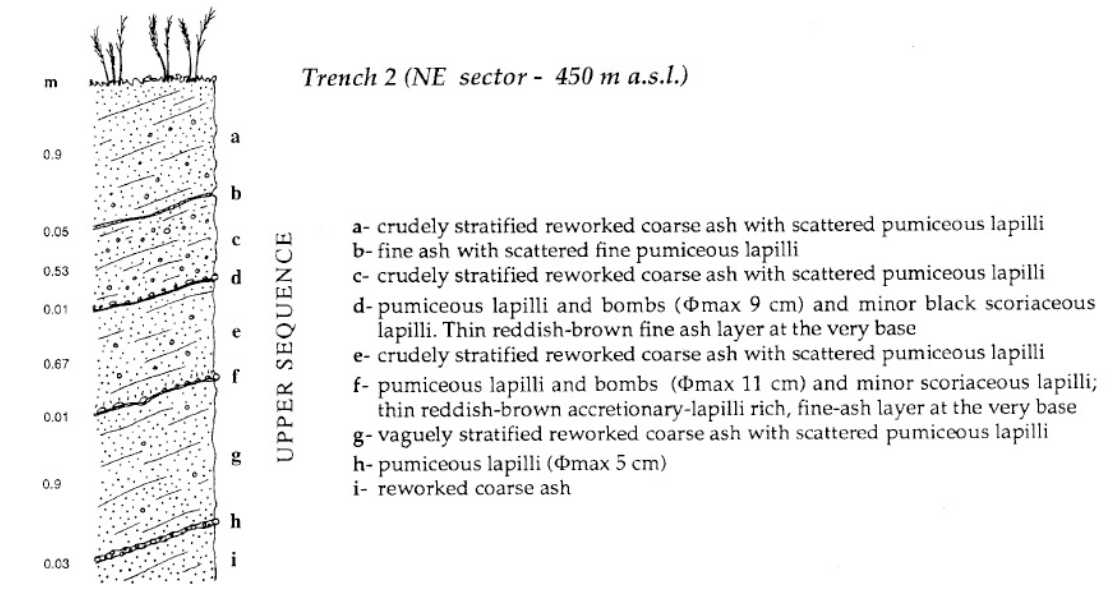 Trench 2 (NE sector - 450 m a.s.l.)
m
a
0.9
b
0.05
c
0.53
d
0.01
e
0.67
f
0.01
g
0.9
h
0.03
i
UPPER SEQUENCE
a- crudely stratified reworked coarse ash with scattered pumiceous lapilli
b- fine ash with scattered fine pumiceous lapilli
c- crudely stratified reworked coarse ash with scattered pumiceous lapilli
d- pumiceous lapilli and bombs (Φmax 9 cm) and minor black scoriaceous
lapilli. Thin reddish-brown fine ash layer at the very base
e- crudely stratified reworked coarse ash with scattered pumiceous lapilli
f- pumiceous lapilli and bombs (Φmax 11 cm) and minor scoriaceous lapilli;
thin reddish-brown accretionary-lapilli rich, fine-ash layer at the very base
g- vaguely stratified reworked coarse ash with scattered pumiceous lapilli
h- pumiceous lapilli (Φmax 5 cm)
i- reworked coarse ash